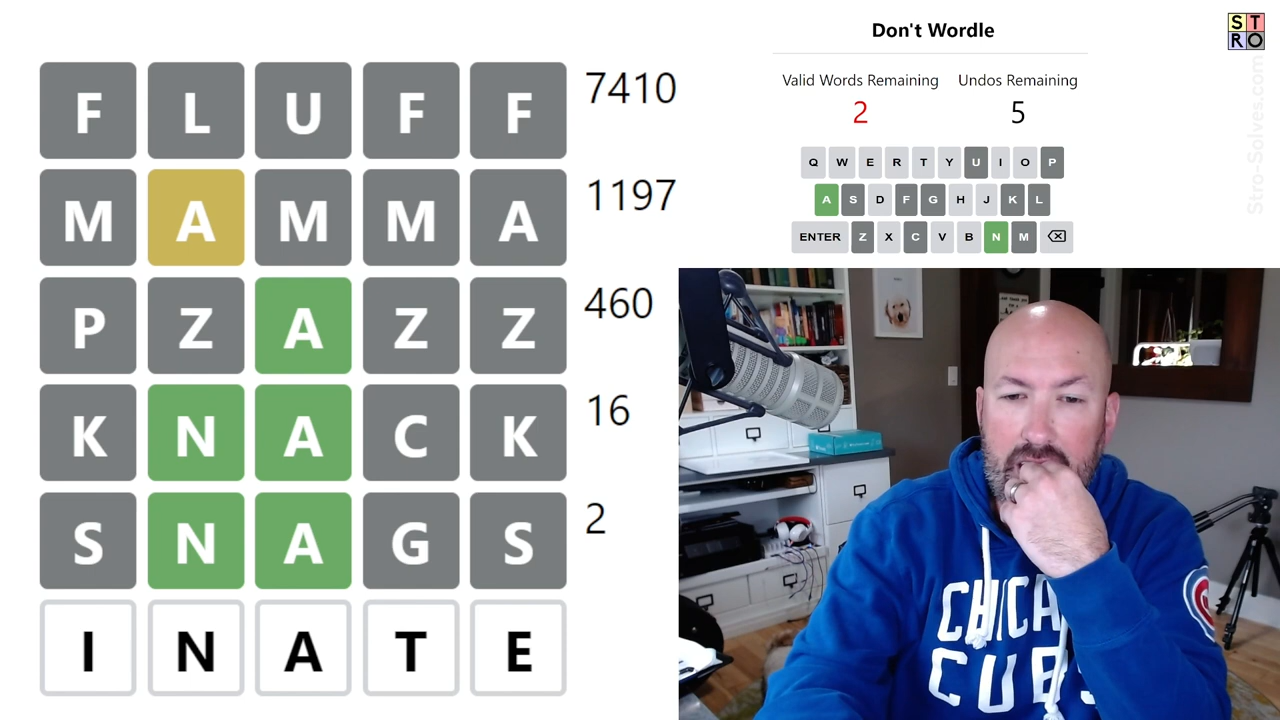 Don't Wordle
Valid Words Remaining Undos Remaining
2 5
S T
R O
Stro-Solves.com
F L U F F 7410
M A M M A 1197
P Z A Z Z 460
K N A C K 16
S N A G S 2
I N A T E
Q W E R T Y U I O P
A S D F G H J K L
ENTER Z X C V B N M
CHICA
CUBS